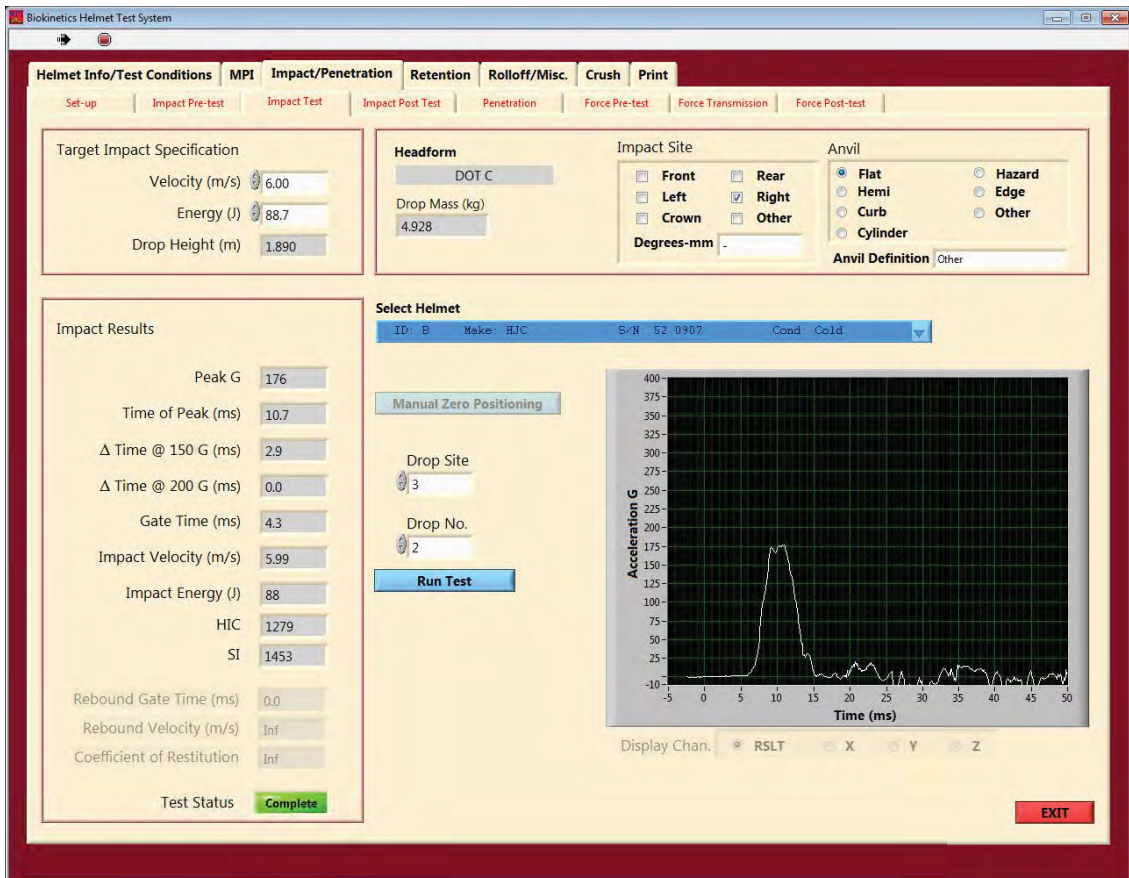 Biokinetics Helmet Test System
Helmet Info/Test Conditions MPI Impact/Penetration Retention Rolloff/Misc. Crush Print
Set-up Impact Pre-test Impact Test Impact Post Test Penetration Force Pre-test Force Transmission Force Post-test
Target Impact Specification
Velocity (m/s) 6.00
Energy (J) 88.7
Drop Height (m) 1.890
Headform
DOT C
Drop Mass (kg)
4.928
Impact Site
Front Rear
Left Right
Crown Other
Degrees-mm -
Anvil
Flat Hazard
Hemi Edge
Curb Other
Cylinder
Anvil Definition Other
Impact Results
Peak G 176
Time of Peak (ms) 10.7
Δ Time @ 150 G (ms) 2.9
Δ Time @ 200 G (ms) 0.0
Gate Time (ms) 4.3
Impact Velocity (m/s) 5.99
Impact Energy (J) 88
HIC 1279
SI 1453
Rebound Gate Time (ms) 0.0
Rebound Velocity (m/s) Inf
Coefficient of Restitution Inf
Test Status Complete
Select Helmet
ID: B Make: HJC S/N: 52 0907 Cond: Cold
Manual Zero Positioning
Drop Site
3
Drop No.
2
Run Test
Acceleration G
400
375
350
325
300
275
250
225
200
175
150
125
100
75
50
25
-10
-5 0 5 10 15 20 25 30 35 40 45 50
Time (ms)
Display Chan. RSLT X Y Z
EXIT